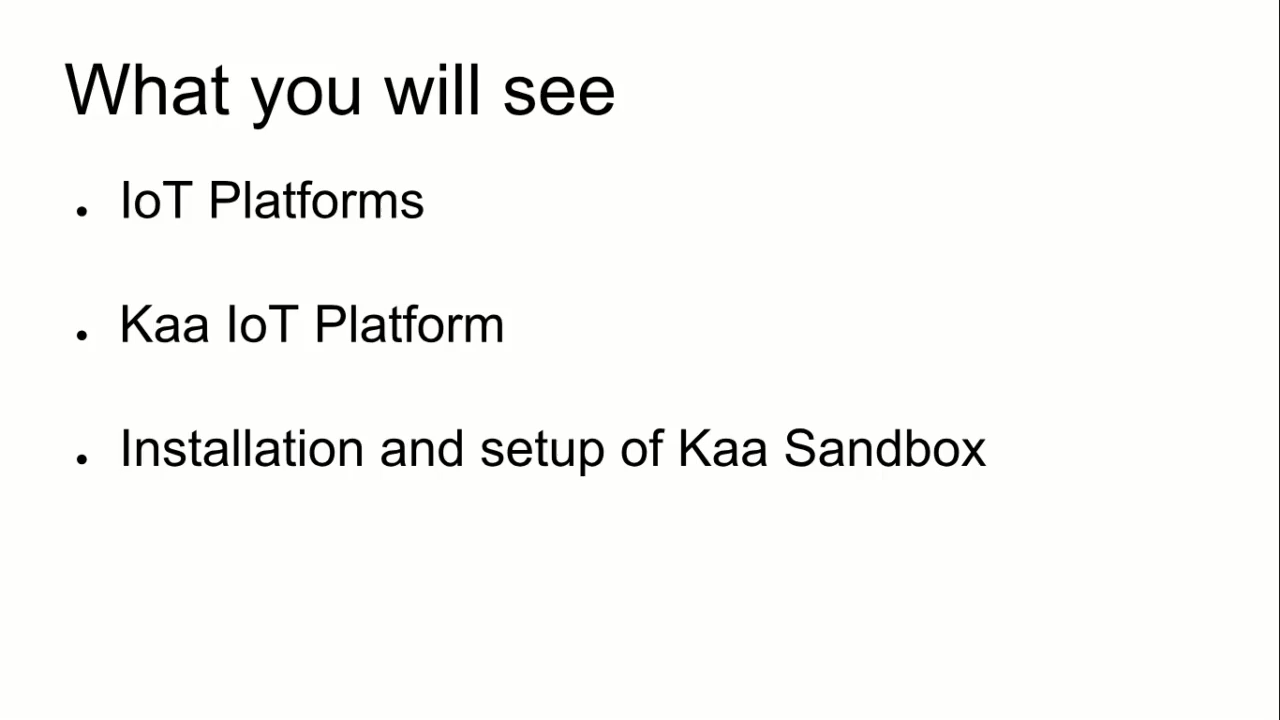 What you will see
• IoT Platforms
• Kaa IoT Platform
• Installation and setup of Kaa Sandbox